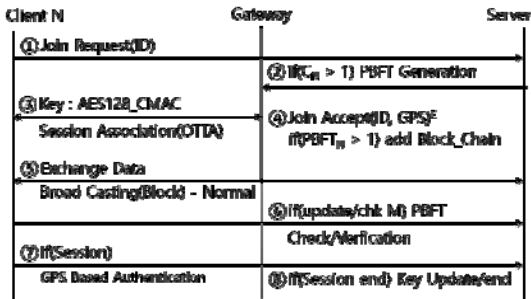 Client N Gateway Server
①Join Request(ID)
②if(C_N > 1) PBFT Generation
③Key : AES128_CMAC
Session Association(OTTA)
④Join Accept(ID, GPS)
if(PBFT_N > 1) add Block_Chain
⑤Exchange Data
Broad Casting(Block) - Normal
⑥if(update/chk M) PBFT
Check/Verification
⑦if(Session)
GPS Based Authentication
⑧if(Session end) Key Update/end